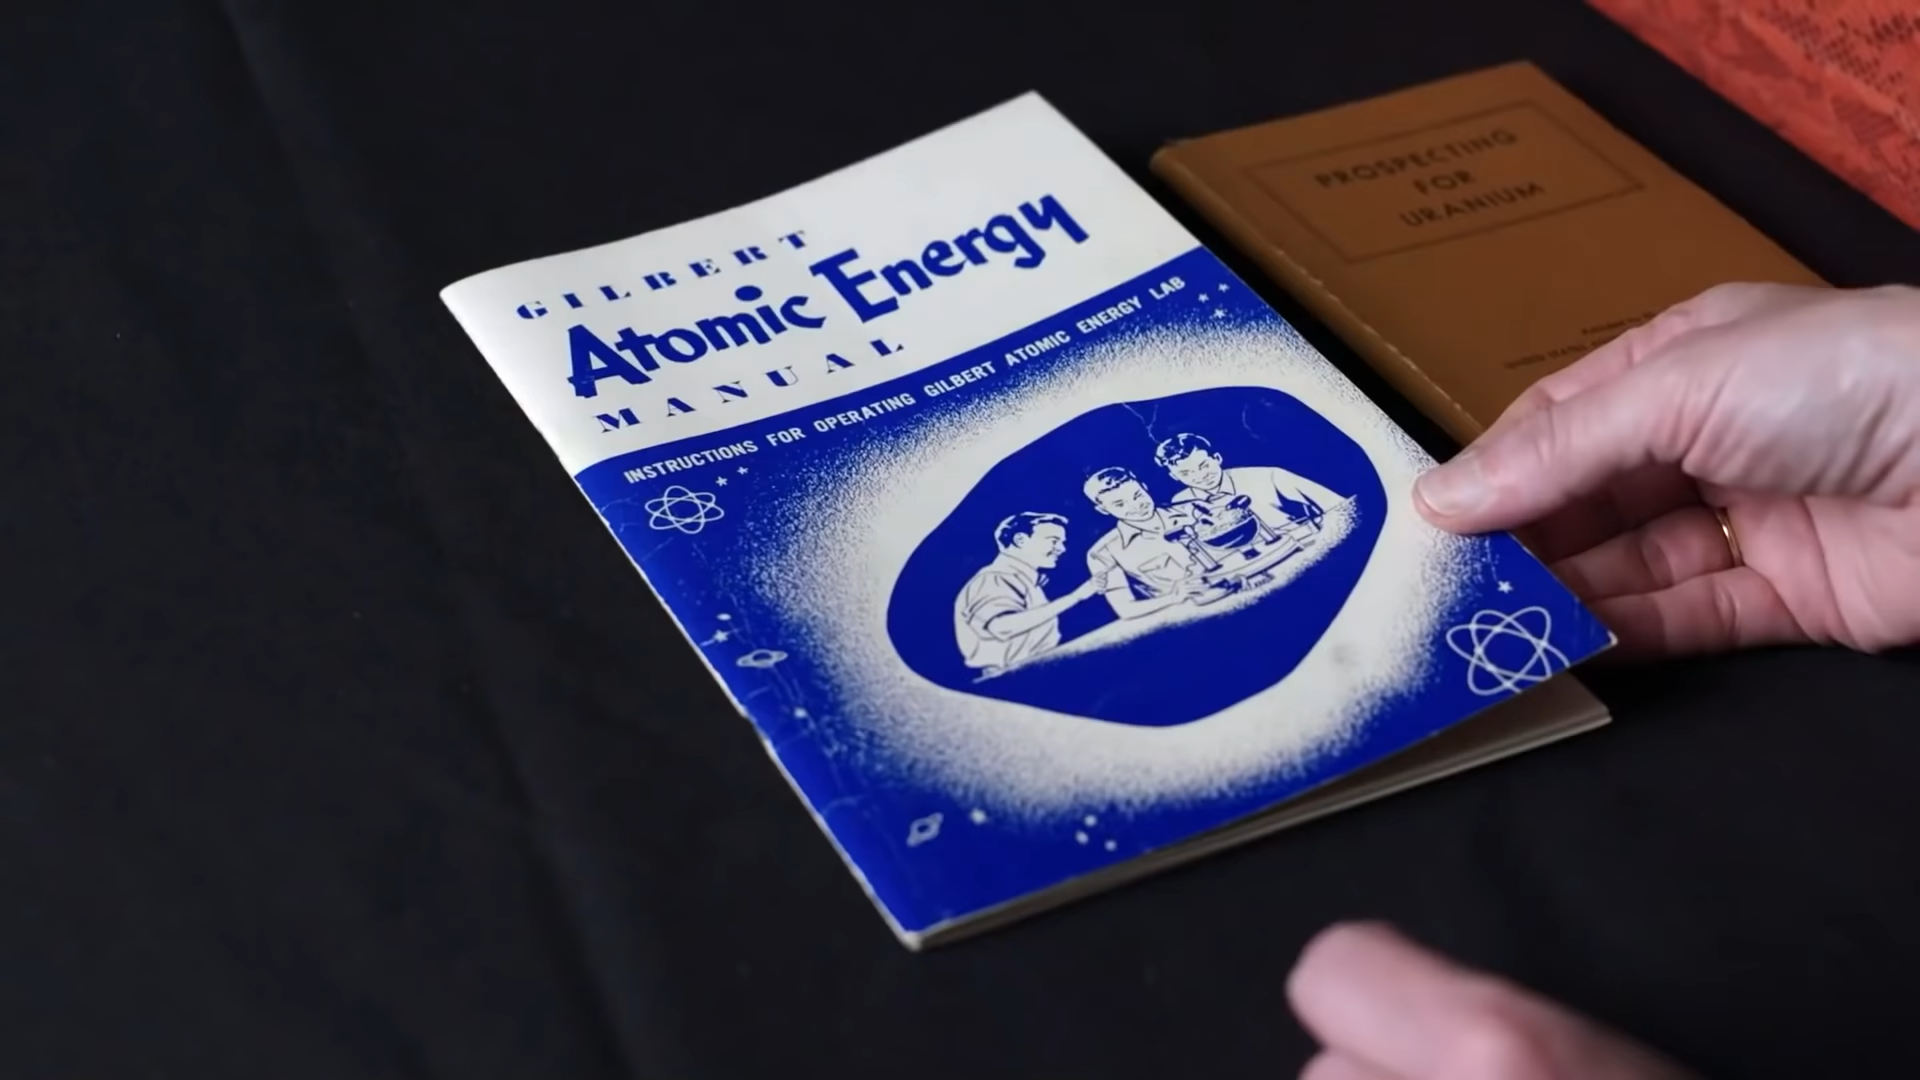 GILBERT
Atomic Energy
MANUAL
INSTRUCTIONS FOR OPERATING GILBERT ATOMIC ENERGY LAB
PROSPECTING
FOR
URANIUM